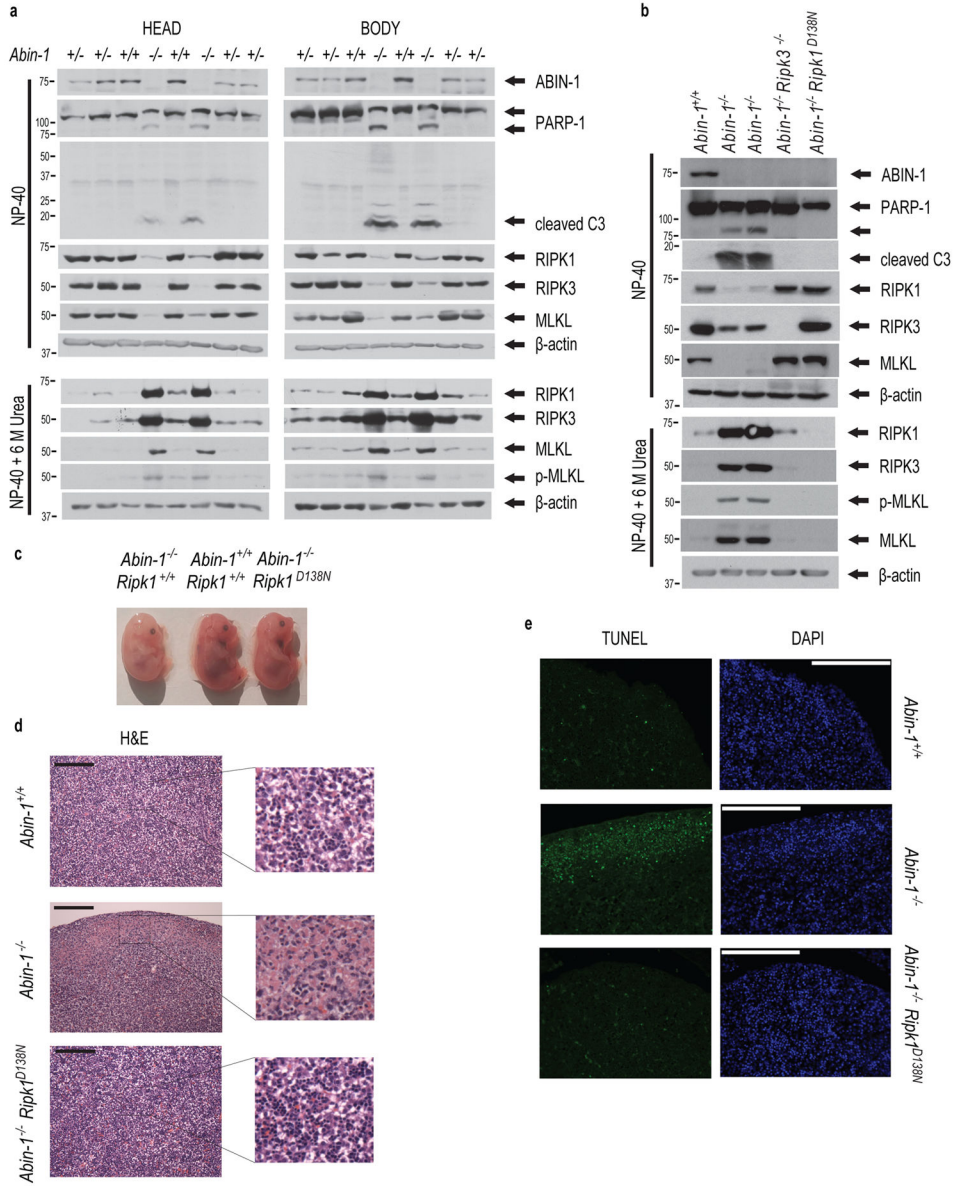 a
HEAD BODY
Abin-1 +/- +/- +/+ -/- +/+ -/- +/- +/- +/- +/- +/+ -/- +/+ -/- +/- +/-
NP-40
75
ABIN-1
100
75
PARP-1
50
37
25
20
15
cleaved C3
75
RIPK1
50
RIPK3
50
MLKL
37
β-actin
NP-40 + 6 M Urea
75
RIPK1
50
RIPK3
50
MLKL
50
p-MLKL
37
β-actin
b
Abin-1+/+
Abin-1-/-
Abin-1-/-
Abin-1-/- Ripk3 -/-
Abin-1-/- Ripk1 D138N
NP-40
75
ABIN-1
100
75
PARP-1
20
cleaved C3
75
RIPK1
50
RIPK3
50
MLKL
37
β-actin
NP-40 + 6 M Urea
75
RIPK1
50
RIPK3
50
p-MLKL
50
MLKL
37
β-actin
c
Abin-1-/- Abin-1+/+ Abin-1-/-
Ripk1+/+ Ripk1+/+ Ripk1D138N
d
H&E
Abin-1+/+
Abin-1-/-
Abin-1-/- Ripk1D138N
e
TUNEL DAPI
Abin-1+/+
Abin-1-/-
Abin-1-/- Ripk1D138N